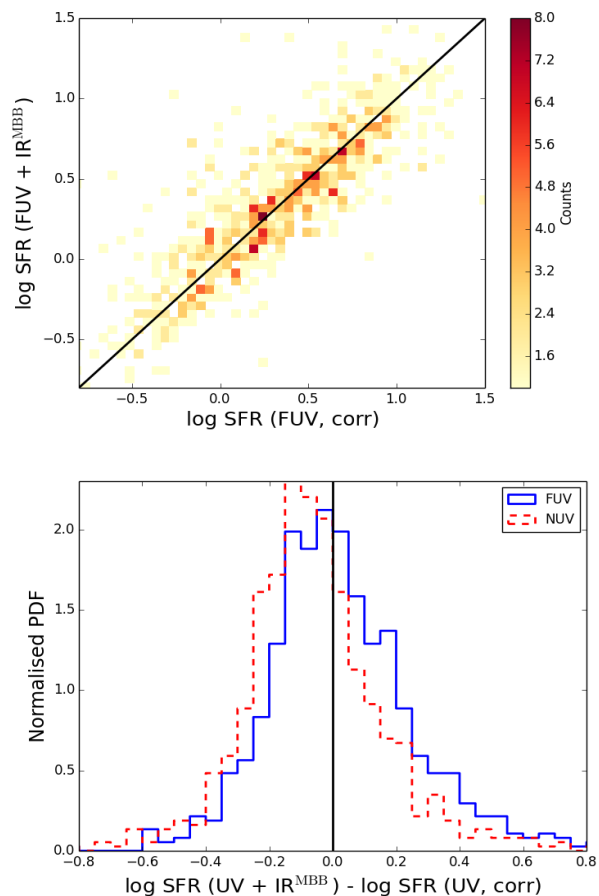 1.5
1.0
0.5
0.0
−0.5
log SFR (FUV + IR^MBB)
−0.5 0.0 0.5 1.0 1.5
log SFR (FUV, corr)
8.0
7.2
6.4
5.6
4.8
4.0
3.2
2.4
1.6
Counts
FUV
NUV
2.0
1.5
1.0
0.5
0.0
Normalised PDF
−0.8 −0.6 −0.4 −0.2 0.0 0.2 0.4 0.6 0.8
log SFR (UV + IR^MBB) - log SFR (UV, corr)